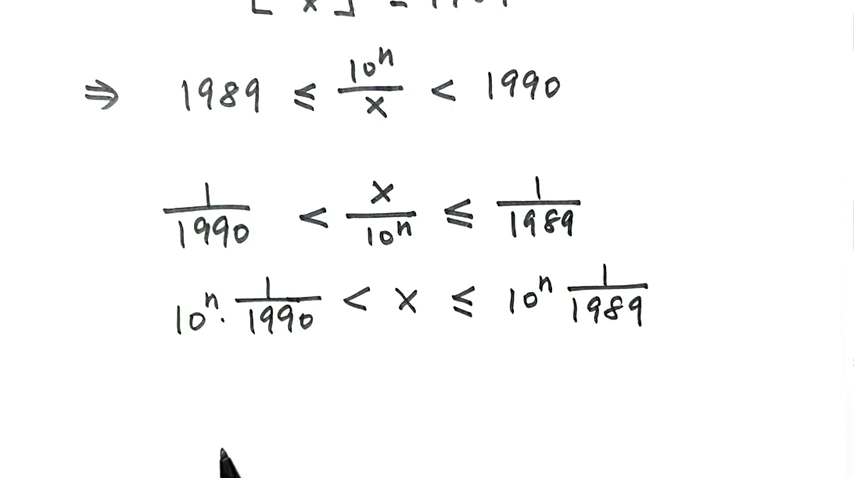 ⇒ 1989 ≤ 10ⁿ/x < 1990
1/1990 < x/10ⁿ ≤ 1/1989
10ⁿ · 1/1990 < x ≤ 10ⁿ 1/1989